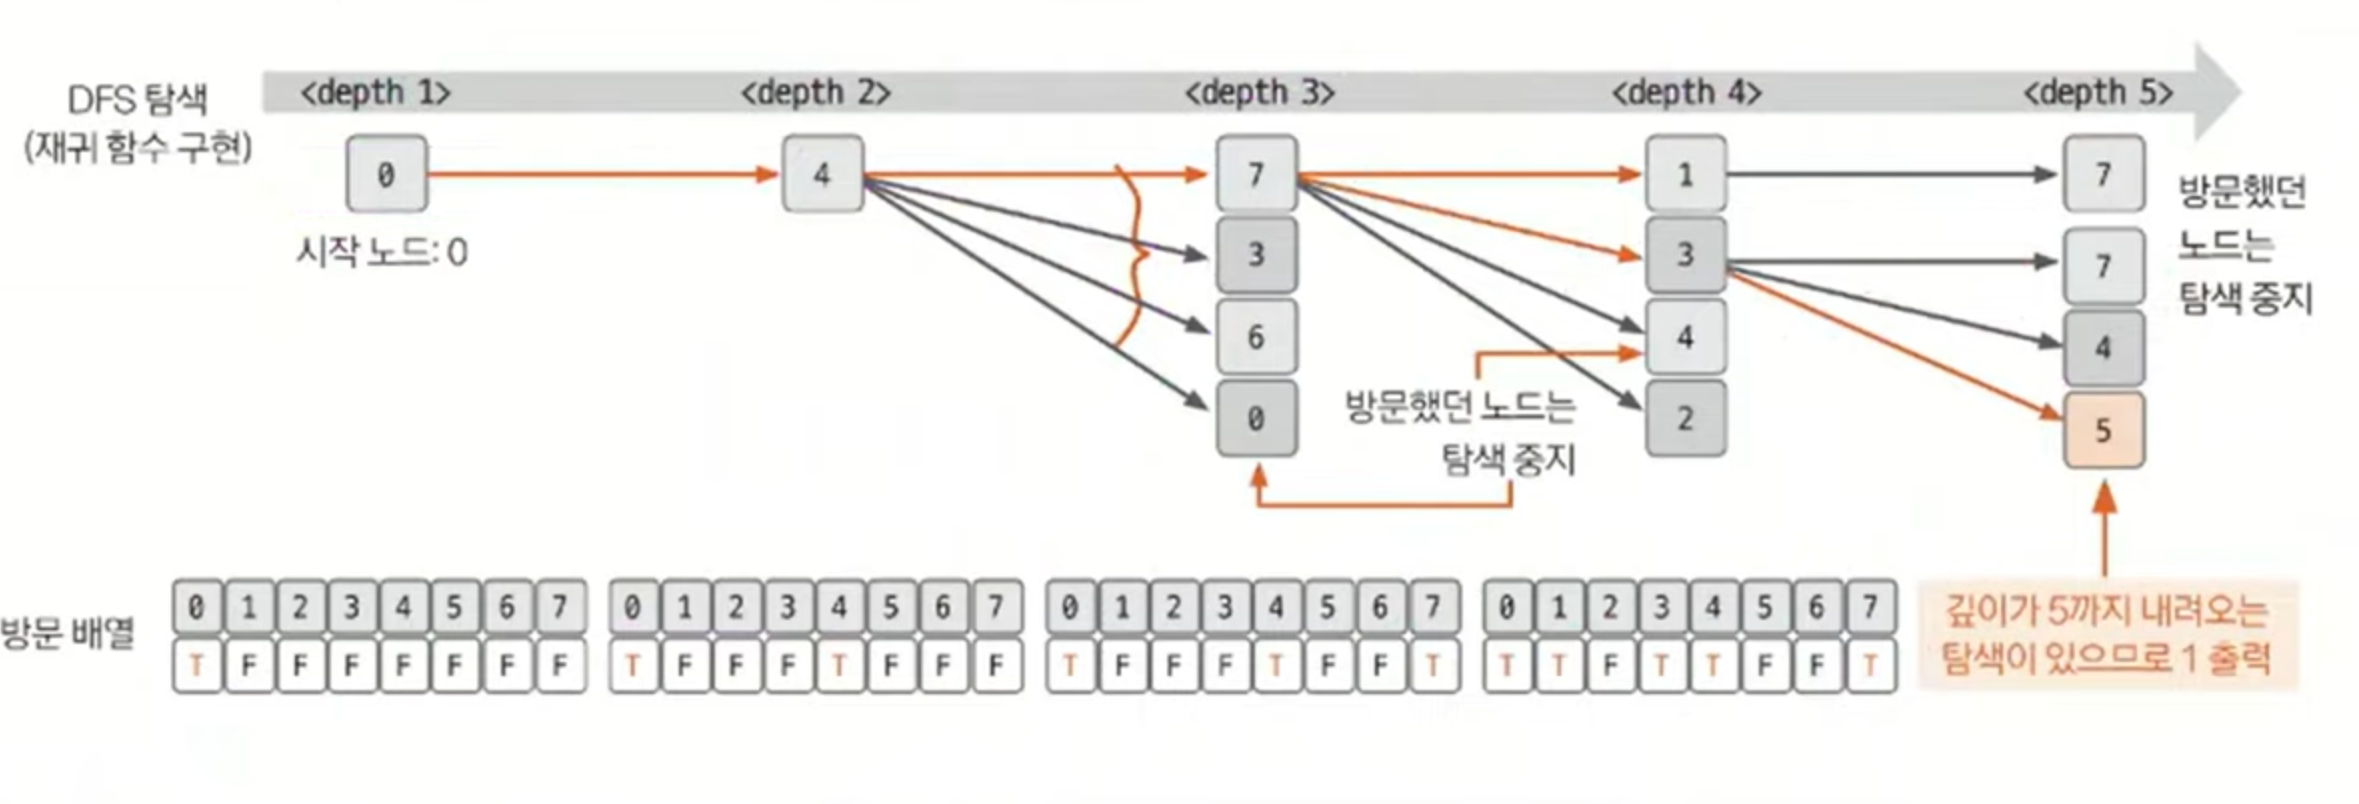 DFS 탐색
(재귀 함수 구현)
<depth 1> <depth 2> <depth 3> <depth 4> <depth 5>
0 4 7 1 7
3 3 7
6 4 4
0 2 5
시작 노드: 0
방문했던 노드는
탐색 중지
방문했던
노드는
탐색 중지
방문 배열
0 1 2 3 4 5 6 7 0 1 2 3 4 5 6 7 0 1 2 3 4 5 6 7 0 1 2 3 4 5 6 7
T F F F F F F F T F F F T F F F T F F F T F F T T T F T T F F T
깊이가 5까지 내려오는
탐색이 있으므로 1 출력